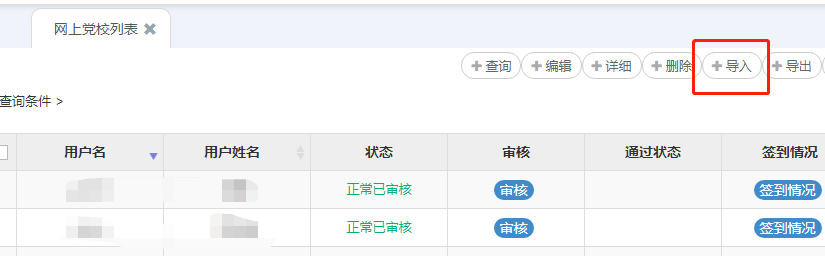 网上党校列表
查询 编辑 详细 删除 导入 导出
查询条件 >
用户名 用户姓名 状态 审核 通过状态 签到情况
正常已审核 审核 签到情况
正常已审核 审核 签到情况